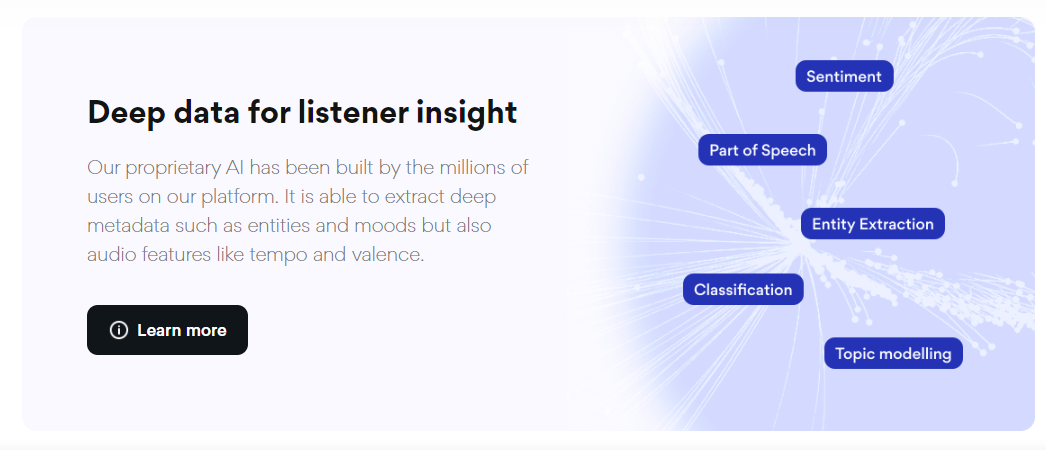 Deep data for listener insight
Our proprietary AI has been built by the millions of
users on our platform. It is able to extract deep
metadata such as entities and moods but also
audio features like tempo and valence.
Learn more
Sentiment
Part of Speech
Entity Extraction
Classification
Topic modelling